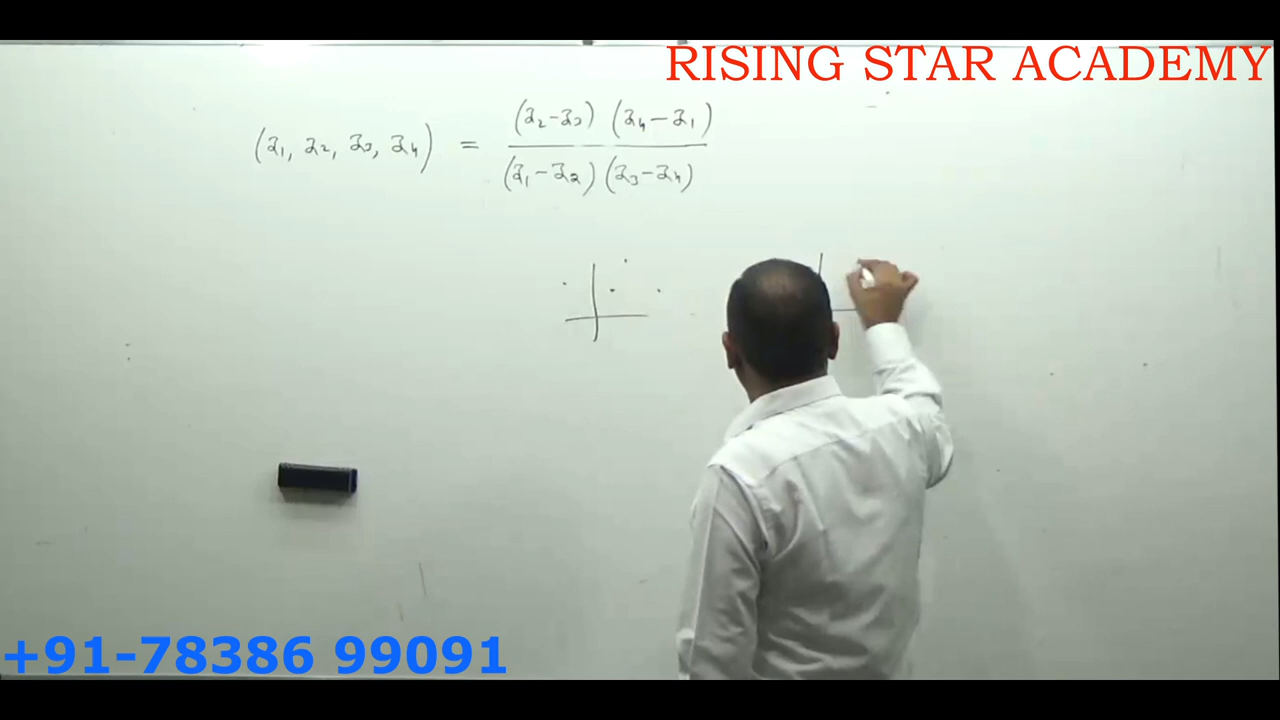 RISING STAR ACADEMY
(z₁, z₂, z₃, z₄) = (z₂ - z₃) (z₄ - z₁)
(z₁ - z₂) (z₃ - z₄)
+91-78386 99091